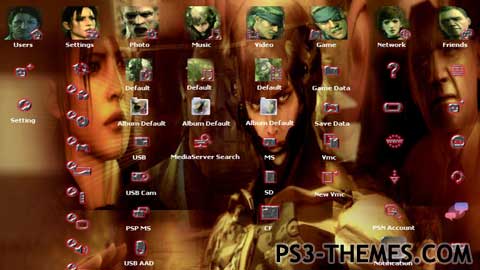 Users Settings Photo Music Video Game Network Friends
Default Default Default Game Data
Setting Album Default Album Default Album Default Save Data
USB MediaServer Search MS Vmc
USB Cam SD New Vmc
PSP MS CF PSN Account
USB AAD Notification
PS3-THEMES.COM